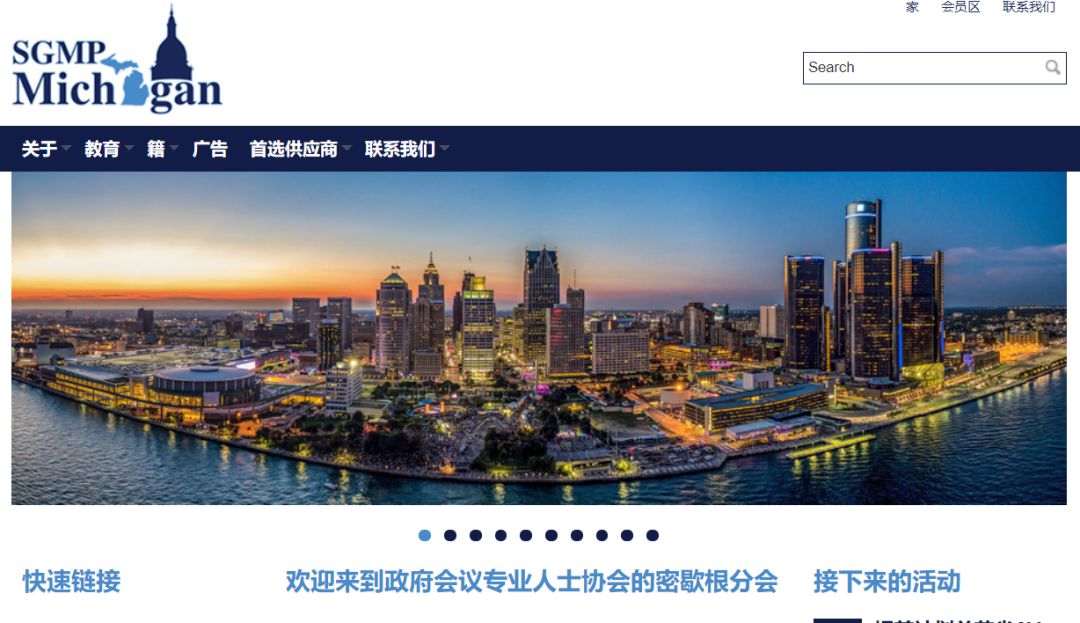 家 会员区 联系我们
SGMP
Michigan
Search
关于 教育 籍 广告 首选供应商 联系我们
快速链接 欢迎来到政府会议专业人士协会的密歇根分会 接下来的活动